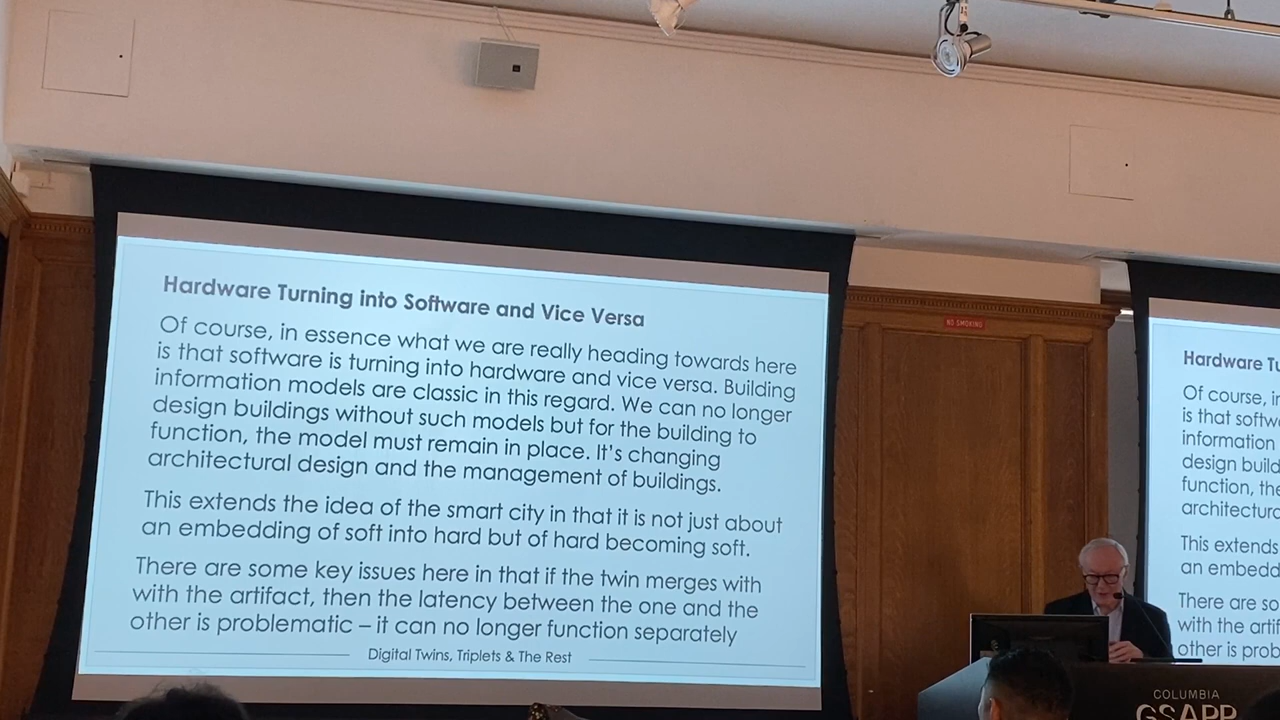 Hardware Turning into Software and Vice Versa
Of course, in essence what we are really heading towards here
is that software is turning into hardware and vice versa. Building
information models are classic in this regard. We can no longer
design buildings without such models but for the building to
function, the model must remain in place. It's changing
architectural design and the management of buildings.
This extends the idea of the smart city in that it is not just about
an embedding of soft into hard but of hard becoming soft.
There are some key issues here in that if the twin merges with
with the artifact, then the latency between the one and the
other is problematic – it can no longer function separately
Digital Twins, Triplets & The Rest
NO SMOKING
Hardware Tu
Of course, in
is that softw
information
design build
function, the
architectura
This extends
an embedd
There are so
with the artif
other is prob
COLUMBIA
GSAPP